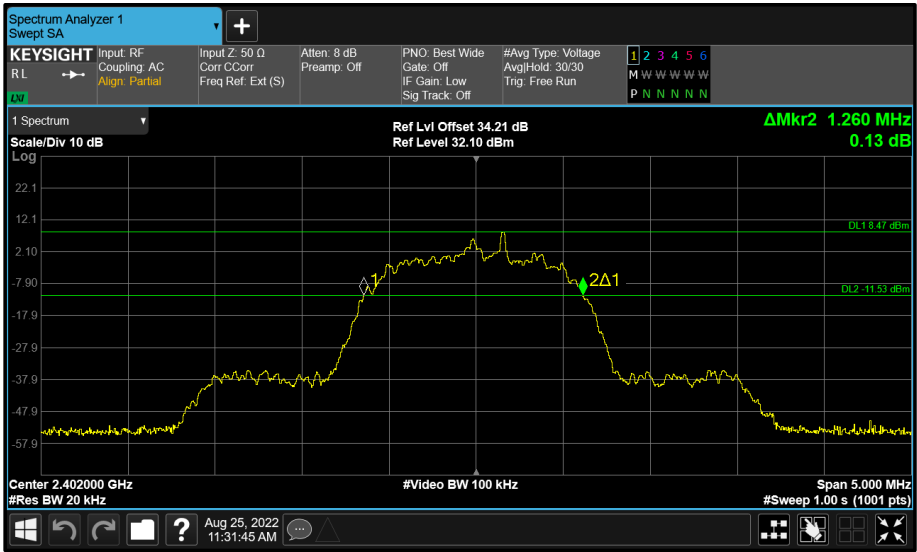 Spectrum Analyzer 1
Swept SA
+
KEYSIGHT
RL
LXI
Input: RF
Coupling: AC
Align: Partial
Input Z: 50 Ω
Corr CCorr
Freq Ref: Ext (S)
Atten: 8 dB
Preamp: Off
PNO: Best Wide
Gate: Off
IF Gain: Low
Sig Track: Off
#Avg Type: Voltage
Avg|Hold: 30/30
Trig: Free Run
1 2 3 4 5 6
M W W W W W
P N N N N N
1 Spectrum
Scale/Div 10 dB
Log
Ref Lvl Offset 34.21 dB
Ref Level 32.10 dBm
ΔMkr2 1.260 MHz
0.13 dB
22.1
12.1
DL1 8.47 dBm
2.10
-7.90
1
2Δ1
DL2 -11.53 dBm
-17.9
-27.9
-37.9
-47.9
-57.9
Center 2.402000 GHz
#Video BW 100 kHz
Span 5.000 MHz
#Res BW 20 kHz
#Sweep 1.00 s (1001 pts)
?
Aug 25, 2022
11:31:45 AM